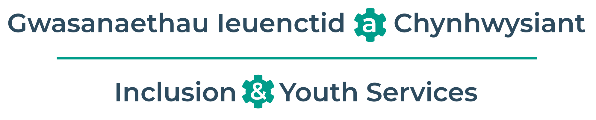 Gwasanaethau Ieuenctid a Chynhwysiant
Inclusion & Youth Services